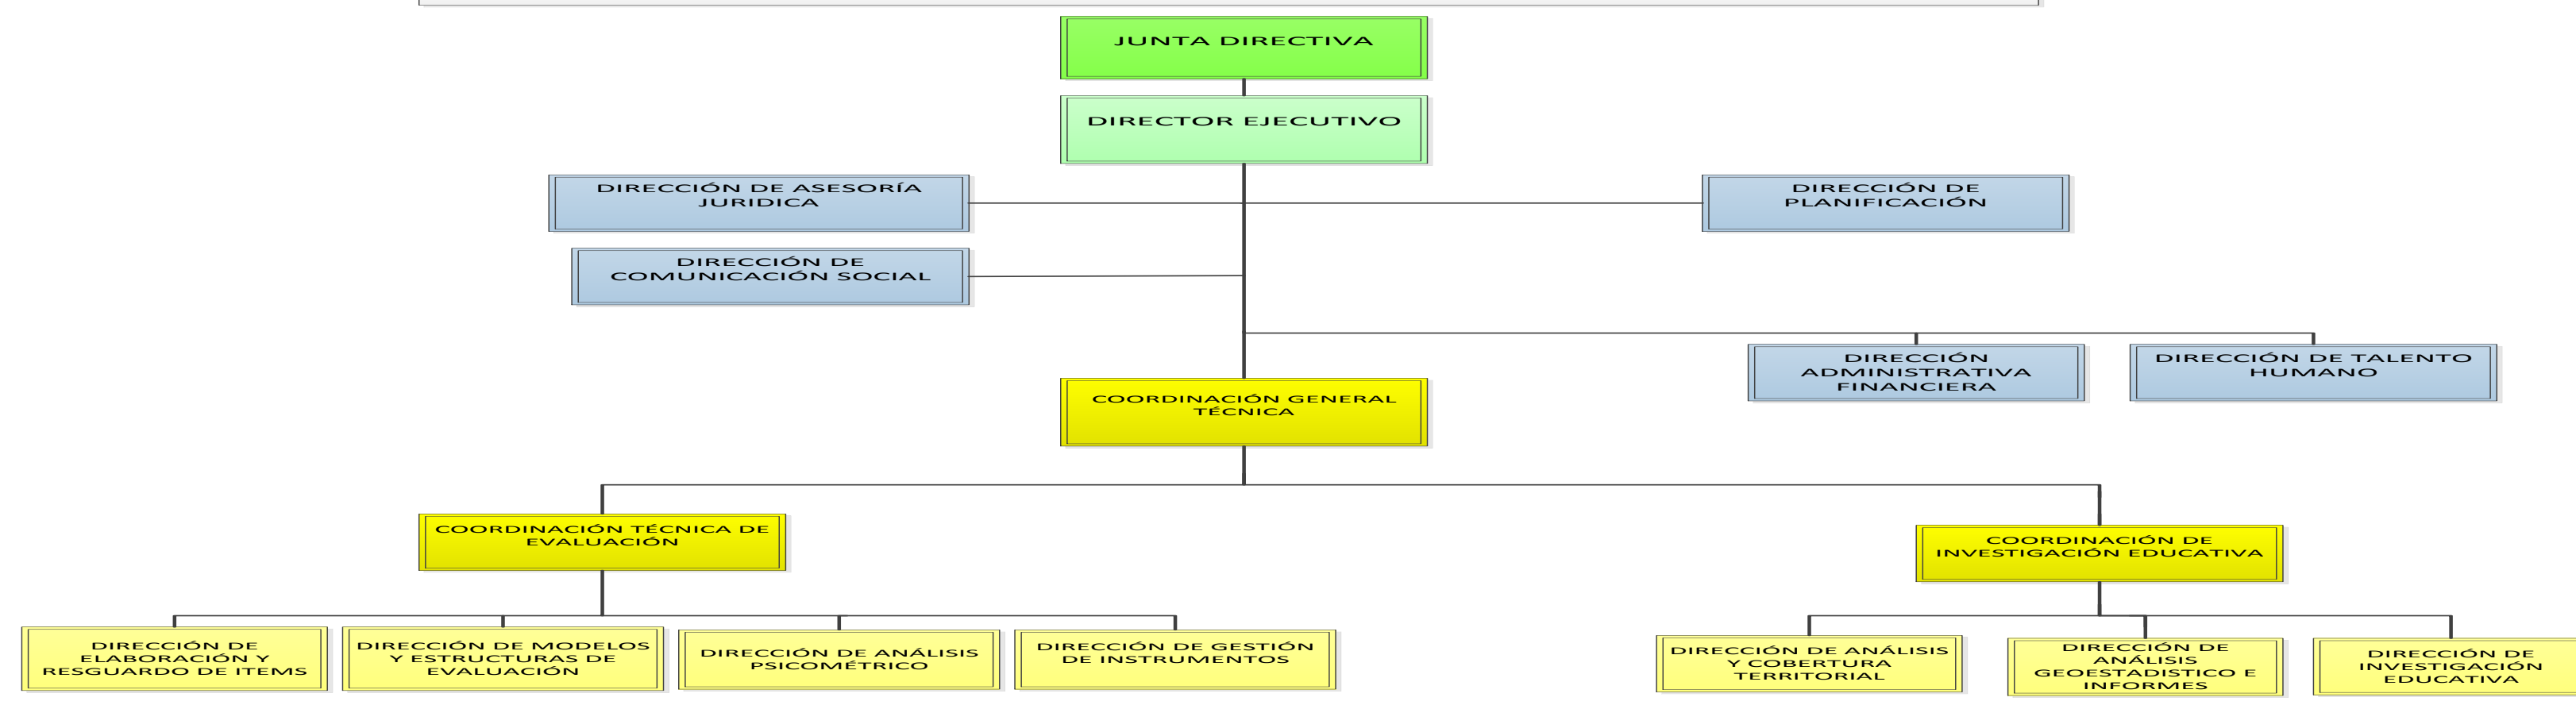 JUNTA DIRECTIVA
DIRECTOR EJECUTIVO
DIRECCIÓN DE ASESORÍA
JURIDICA
DIRECCIÓN DE
PLANIFICACIÓN
DIRECCIÓN DE
COMUNICACIÓN SOCIAL
DIRECCIÓN
ADMINISTRATIVA
FINANCIERA
DIRECCIÓN DE TALENTO
HUMANO
COORDINACIÓN GENERAL
TÉCNICA
COORDINACIÓN TÉCNICA DE
EVALUACIÓN
COORDINACIÓN DE
INVESTIGACIÓN EDUCATIVA
DIRECCIÓN DE
ELABORACIÓN Y
RESGUARDO DE ITEMS
DIRECCIÓN DE MODELOS
Y ESTRUCTURAS DE
EVALUACIÓN
DIRECCIÓN DE ANÁLISIS
PSICOMÉTRICO
DIRECCIÓN DE GESTIÓN
DE INSTRUMENTOS
DIRECCIÓN DE ANÁLISIS
Y COBERTURA
TERRITORIAL
DIRECCIÓN DE
ANÁLISIS
GEOESTADISTICO E
INFORMES
DIRECCIÓN DE
INVESTIGACIÓN
EDUCATIVA